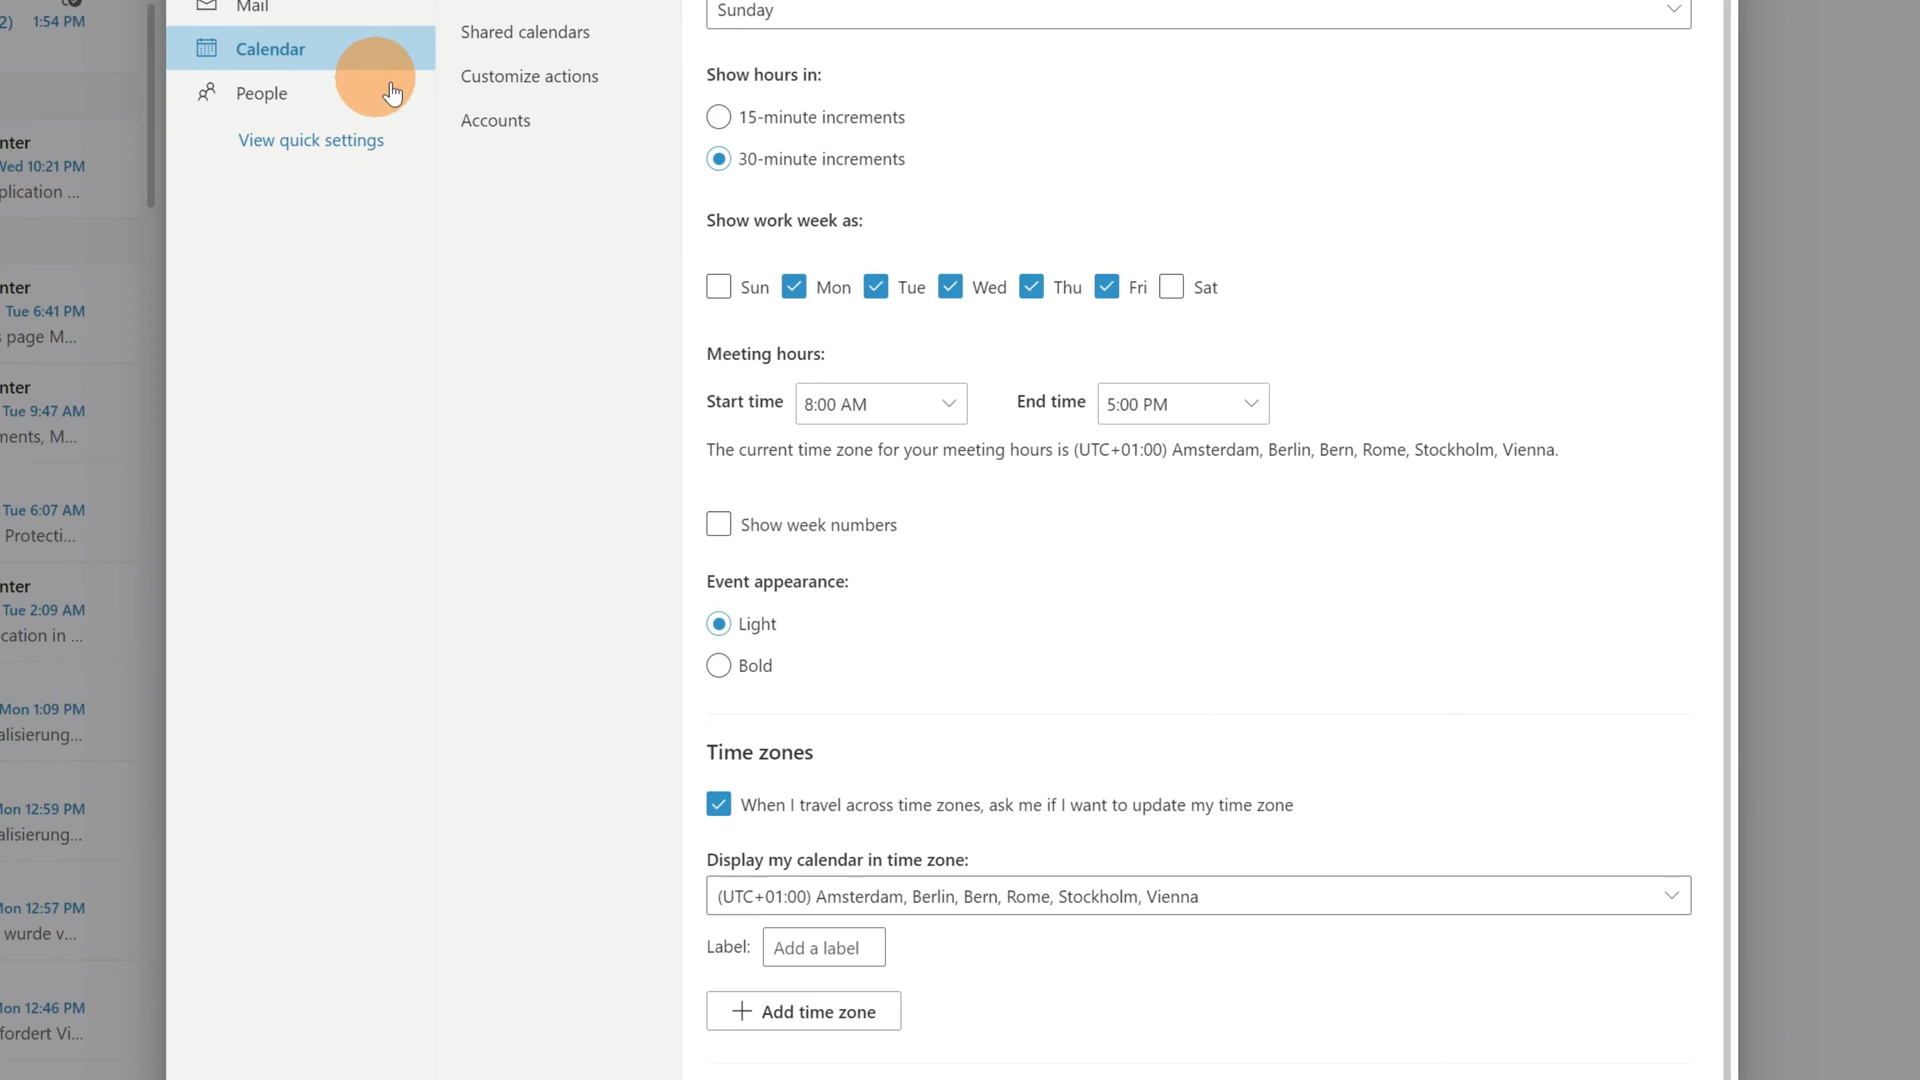 2) 1:54 PM
nter
Wed 10:21 PM
plication ...
nter
Tue 6:41 PM
s page M...
nter
Tue 9:47 AM
ments, M...
Tue 6:07 AM
Protecti...
nter
Tue 2:09 AM
cation in ...
Mon 1:09 PM
alisierung...
Mon 12:59 PM
alisierung...
Mon 12:57 PM
wurde v...
Mon 12:46 PM
fordert Vi...
Mail
Calendar
People
View quick settings
Shared calendars
Customize actions
Accounts
Sunday
Show hours in:
15-minute increments
30-minute increments
Show work week as:
Sun Mon Tue Wed Thu Fri Sat
Meeting hours:
Start time 8:00 AM End time 5:00 PM
The current time zone for your meeting hours is (UTC+01:00) Amsterdam, Berlin, Bern, Rome, Stockholm, Vienna.
Show week numbers
Event appearance:
Light
Bold
Time zones
When I travel across time zones, ask me if I want to update my time zone
Display my calendar in time zone:
(UTC+01:00) Amsterdam, Berlin, Bern, Rome, Stockholm, Vienna
Label: Add a label
Add time zone